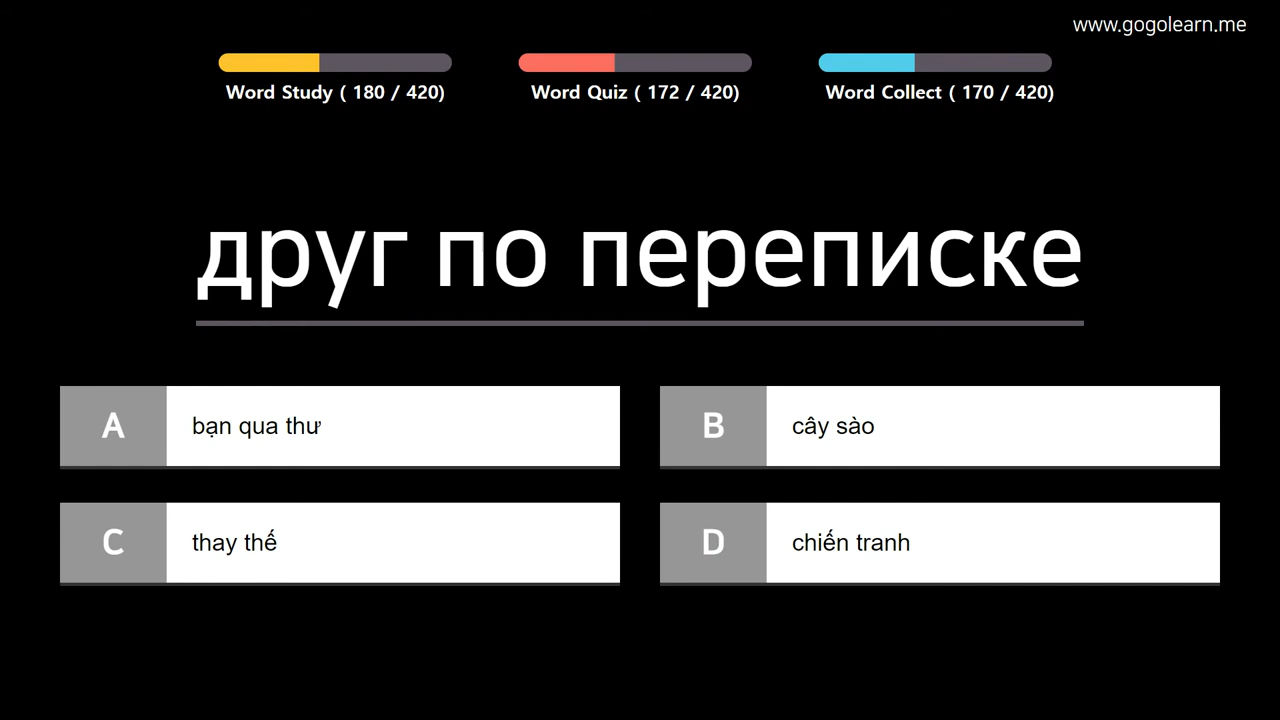 www.gogolearn.me
Word Study ( 180 / 420)
Word Quiz ( 172 / 420)
Word Collect ( 170 / 420)
друг по переписке
A bạn qua thư
B cây sào
C thay thế
D chiến tranh